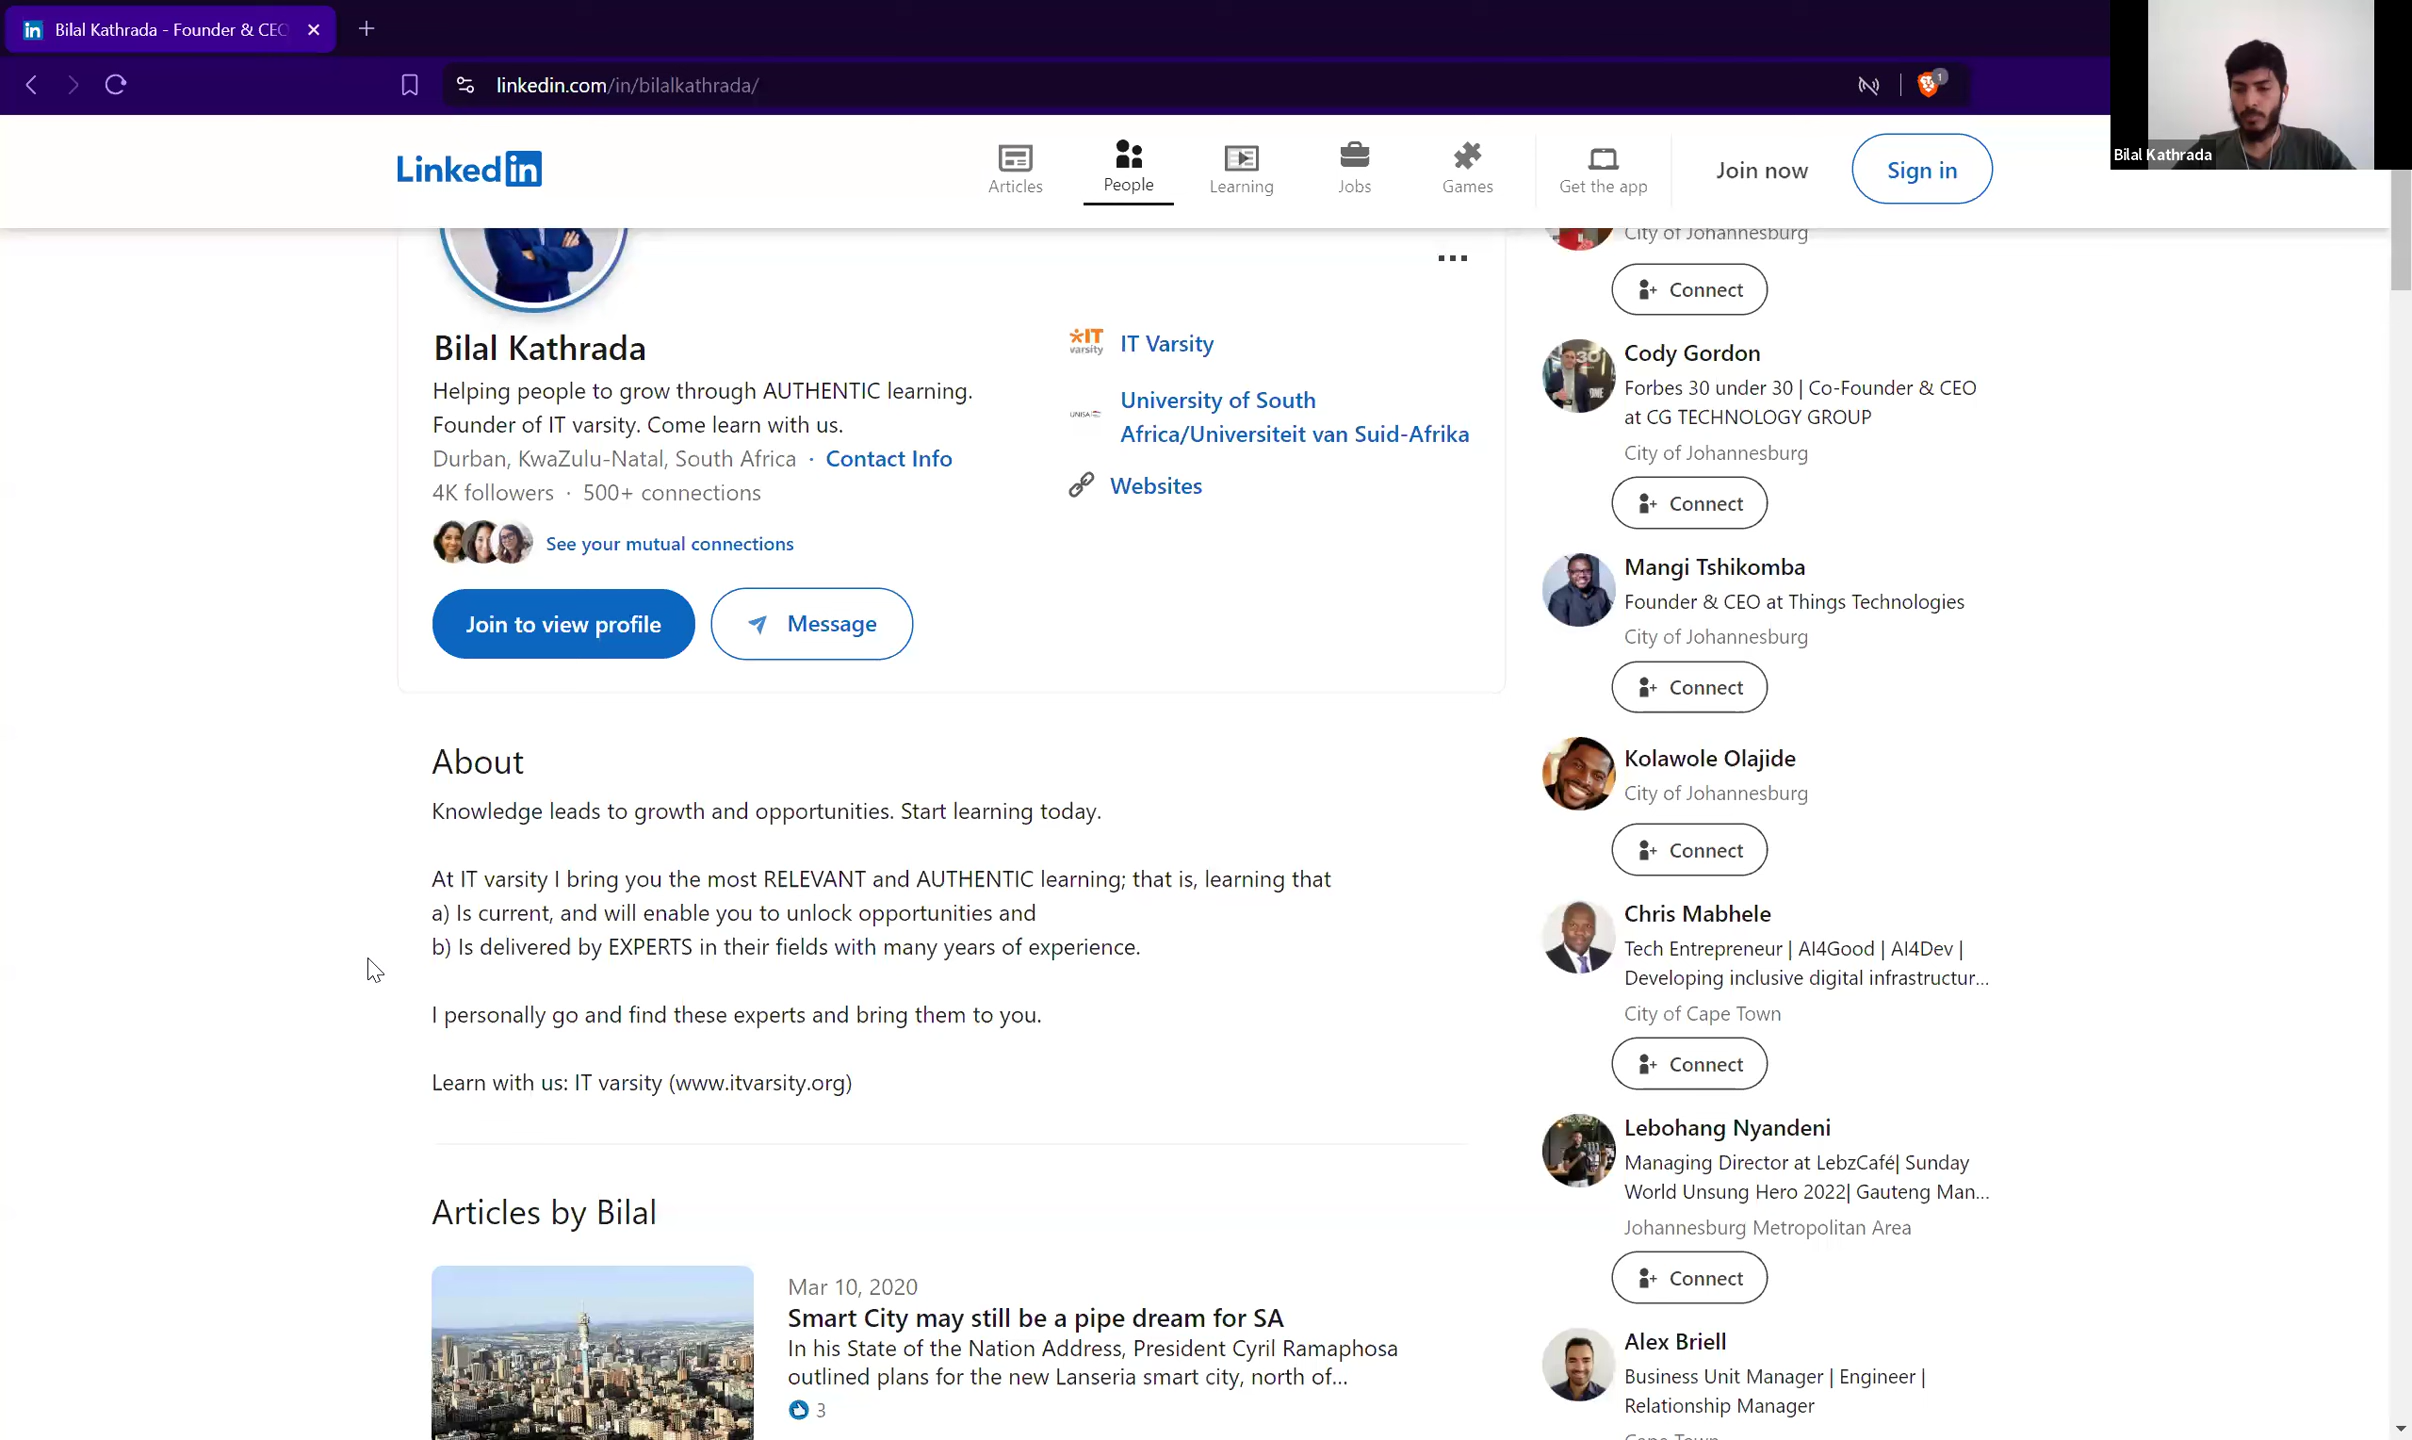 Bilal Kathrada - Founder & CEO
linkedin.com/in/bilalkathrada/
1
Bilal Kathrada
Linkedin
Articles
People
Learning
Jobs
Games
Get the app
Join now
Sign in
Bilal Kathrada
Helping people to grow through AUTHENTIC learning.
Founder of IT varsity. Come learn with us.
Durban, KwaZulu-Natal, South Africa · Contact Info
4K followers · 500+ connections
See your mutual connections
Join to view profile
Message
IT varsity
IT Varsity
UNISA
University of South
Africa/Universiteit van Suid-Afrika
Websites
About
Knowledge leads to growth and opportunities. Start learning today.
At IT varsity I bring you the most RELEVANT and AUTHENTIC learning; that is, learning that
a) Is current, and will enable you to unlock opportunities and
b) Is delivered by EXPERTS in their fields with many years of experience.
I personally go and find these experts and bring them to you.
Learn with us: IT varsity (www.itvarsity.org)
Articles by Bilal
Mar 10, 2020
Smart City may still be a pipe dream for SA
In his State of the Nation Address, President Cyril Ramaphosa
outlined plans for the new Lanseria smart city, north of...
3
City of Johannesburg
Connect
Cody Gordon
Forbes 30 under 30 | Co-Founder & CEO
at CG TECHNOLOGY GROUP
City of Johannesburg
Connect
Mangi Tshikomba
Founder & CEO at Things Technologies
City of Johannesburg
Connect
Kolawole Olajide
City of Johannesburg
Connect
Chris Mabhele
Tech Entrepreneur | AI4Good | AI4Dev |
Developing inclusive digital infrastructur...
City of Cape Town
Connect
Lebohang Nyandeni
Managing Director at LebzCafé| Sunday
World Unsung Hero 2022| Gauteng Man...
Johannesburg Metropolitan Area
Connect
Alex Briell
Business Unit Manager | Engineer |
Relationship Manager